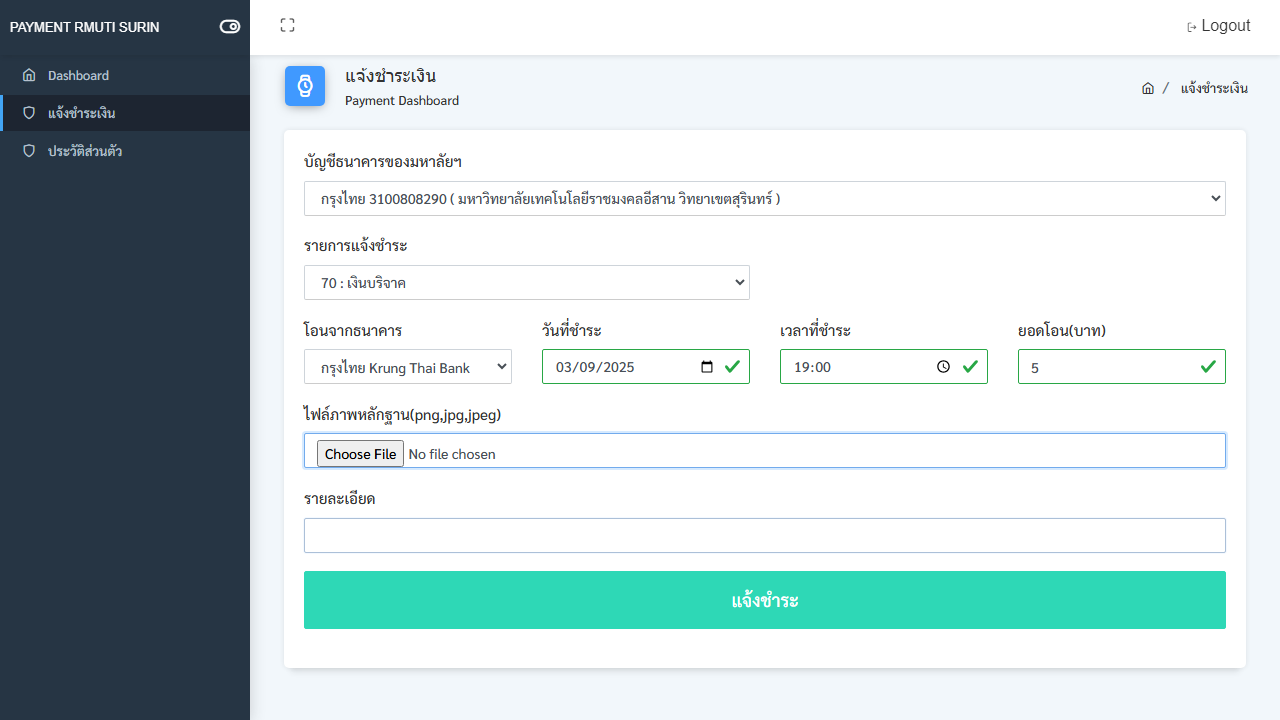 PAYMENT RMUTI SURIN
Logout
Dashboard
แจ้งชำระเงิน
ประวัติส่วนตัว
แจ้งชำระเงิน
Payment Dashboard
/ แจ้งชำระเงิน
บัญชีธนาคารของมหาลัยฯ
กรุงไทย 3100808290 ( มหาวิทยาลัยเทคโนโลยีราชมงคลอีสาน วิทยาเขตสุรินทร์ )
รายการแจ้งชำระ
70 : เงินบริจาค
โอนจากธนาคาร วันที่ชำระ เวลาที่ชำระ ยอดโอน(บาท)
กรุงไทย Krung Thai Bank 03/09/2025 19:00 5
ไฟล์ภาพหลักฐาน(png,jpg,jpeg)
Choose File No file chosen
รายละเอียด
แจ้งชำระ